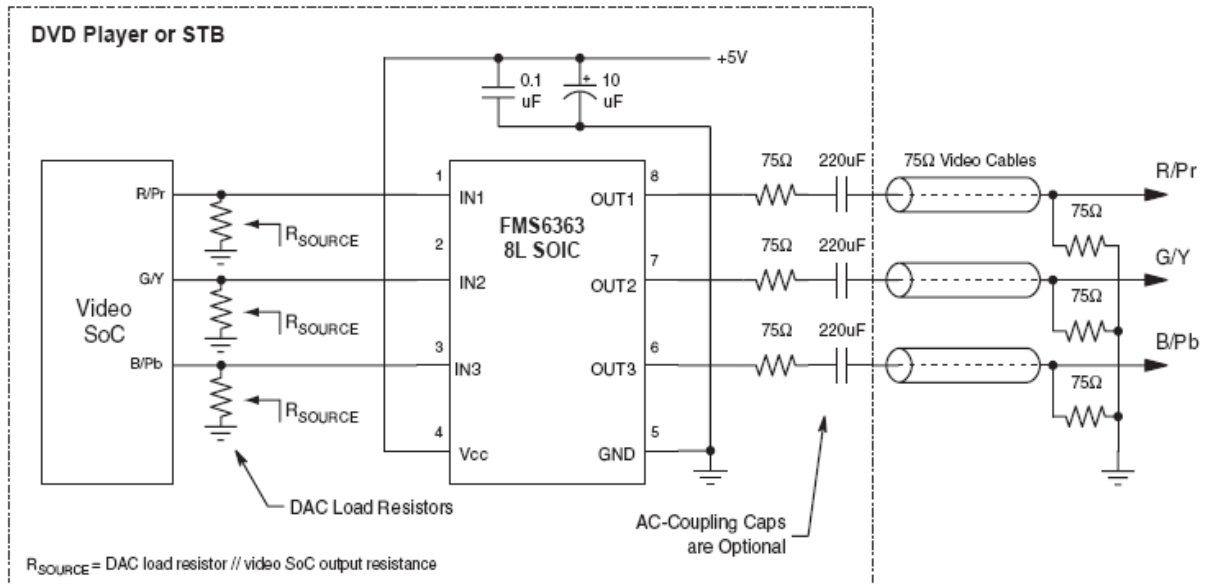 DVD Player or STB
+5V
0.1
uF
+
10
uF
Video
SoC
R/Pr
G/Y
B/Pb
RSOURCE
RSOURCE
RSOURCE
DAC Load Resistors
1
2
3
4
IN1
IN2
IN3
Vcc
FMS6363
8L SOIC
OUT1
OUT2
OUT3
GND
8
7
6
5
75Ω
220uF
75Ω
220uF
75Ω
220uF
AC-Coupling Caps
are Optional
75Ω Video Cables
75Ω
75Ω
75Ω
R/Pr
G/Y
B/Pb
RSOURCE = DAC load resistor // video SoC output resistance